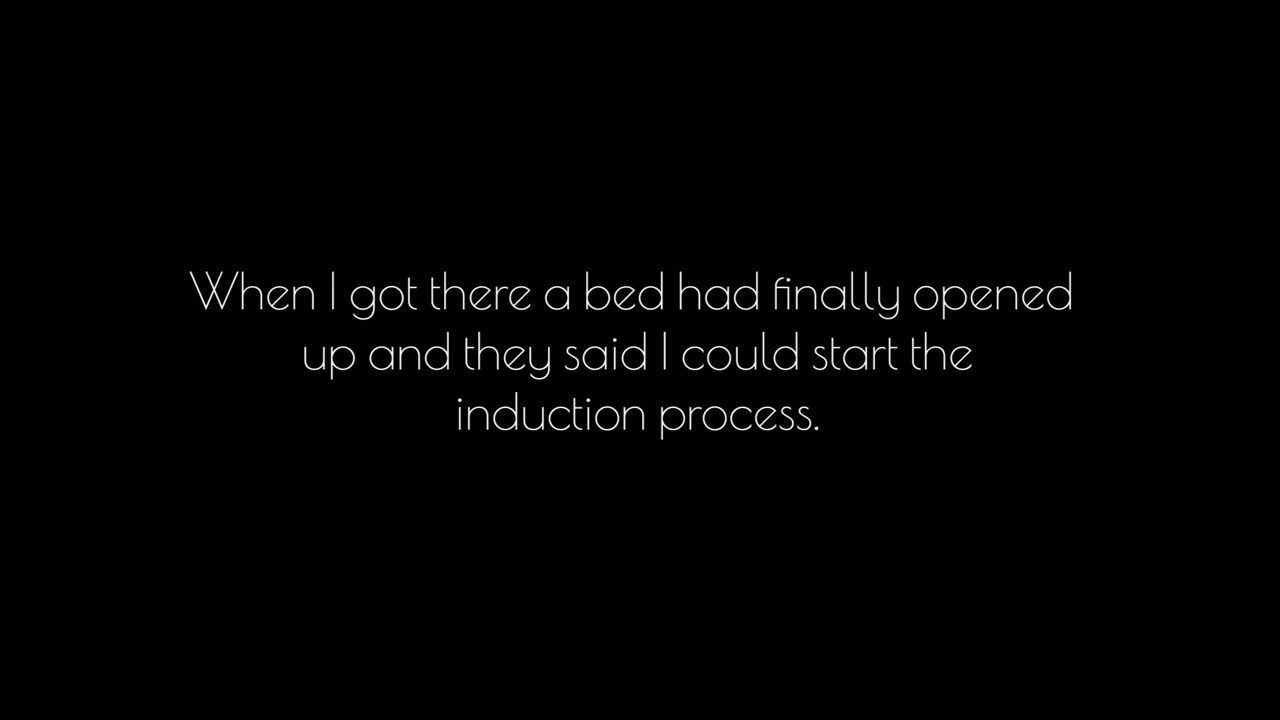 When I got there a bed had finally opened
up and they said I could start the
induction process.